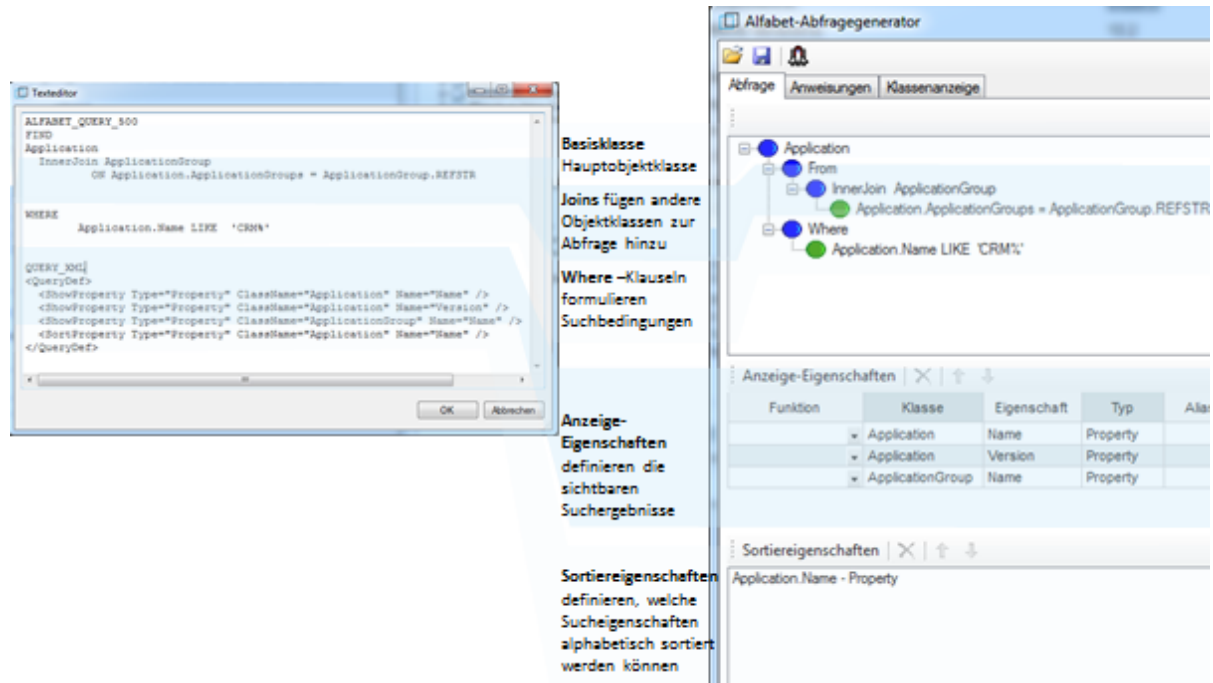 Texteditor
ALFABET_QUERY_500
FIND
Application
InnerJoin ApplicationGroup
ON Application.ApplicationGroups = ApplicationGroup.REFSTR
WHERE
Application.Name LIKE 'CRM%'
QUERY_XML
<QueryDef>
<ShowProperty Type="Property" ClassName="Application" Name="Name" />
<ShowProperty Type="Property" ClassName="Application" Name="Version" />
<ShowProperty Type="Property" ClassName="ApplicationGroup" Name="Name" />
<SortProperty Type="Property" ClassName="Application" Name="Name" />
</QueryDef>
OK Abbrechen
Basisklasse
Hauptobjektklasse
Joins fügen andere
Objektklassen zur
Abfrage hinzu
Where –Klauseln
formulieren
Suchbedingungen
Anzeige-
Eigenschaften
definieren die
sichtbaren
Suchergebnisse
Sortiereigenschaften
definieren, welche
Sucheigenschaften
alphabetisch sortiert
werden können
Alfabet-Abfragegenerator
Abfrage Anweisungen Klassenanzeige
Application
From
InnerJoin ApplicationGroup
Application.ApplicationGroups = ApplicationGroup.REFSTR
Where
Application.Name LIKE 'CRM%'
Anzeige-Eigenschaften
Funktion Klasse Eigenschaft Typ Alias
Application Name Property
Application Version Property
ApplicationGroup Name Property
Sortiereigenschaften
Application.Name - Property